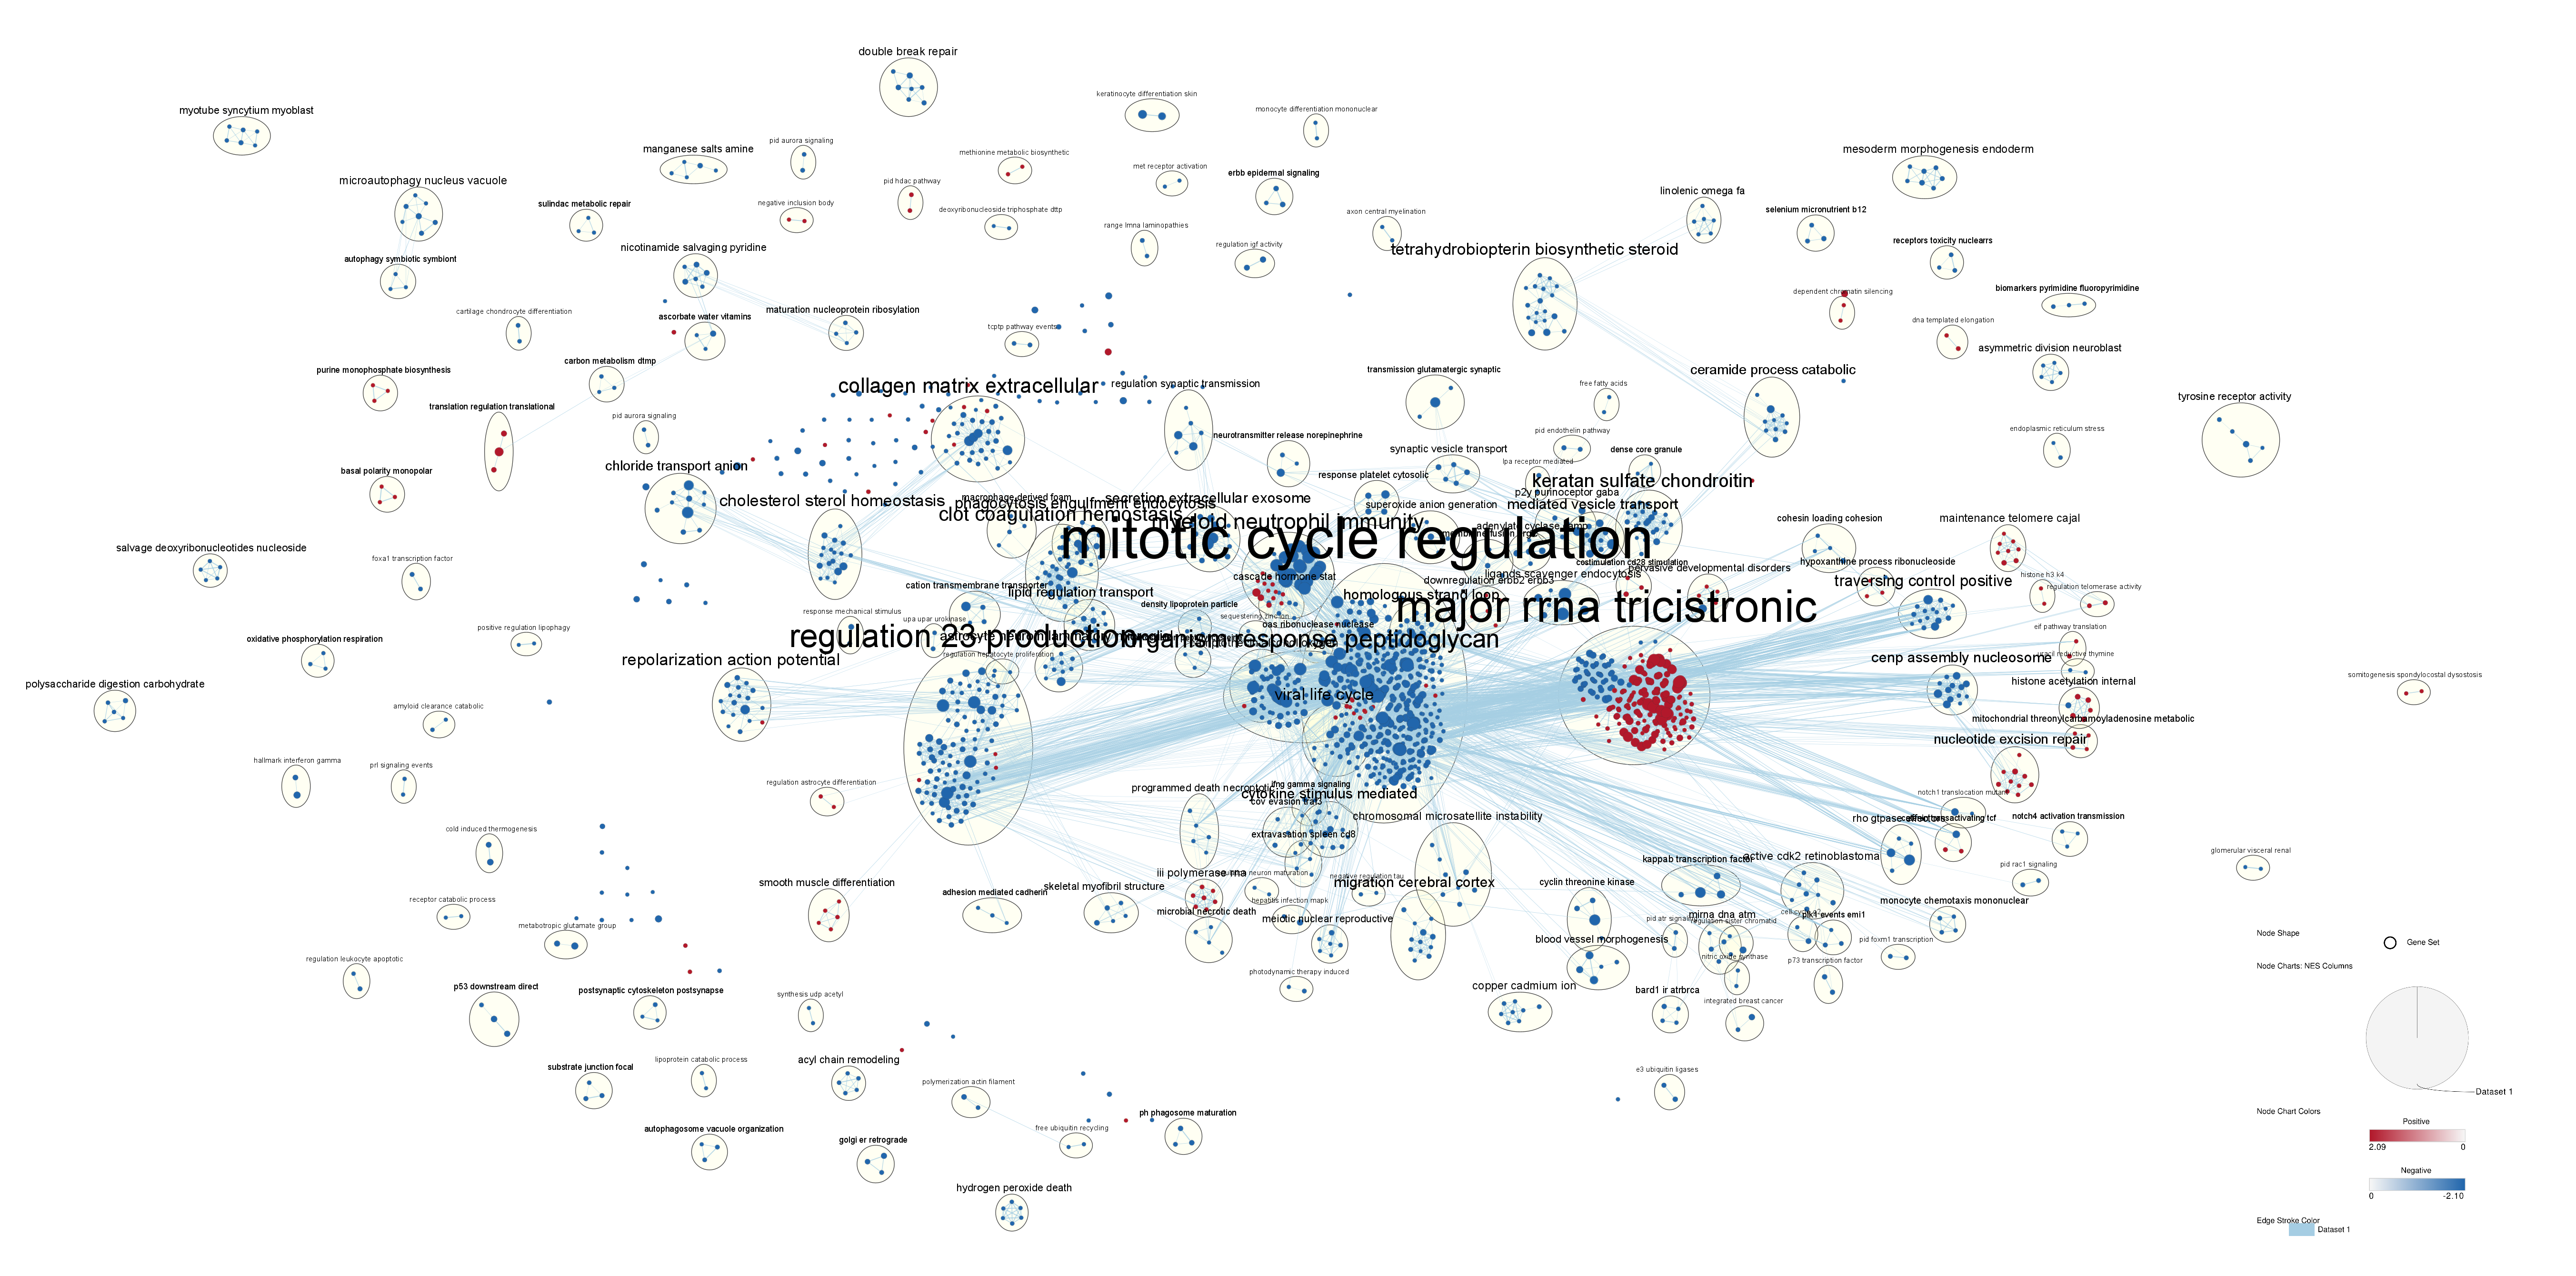 double break repair
keratinocyte differentiation skin
myotube syncytium myoblast
monocyte differentiation mononuclear
pid aurora signaling
manganese salts amine
methionine metabolic biosynthetic
mesoderm morphogenesis endoderm
met receptor activation
erbb epidermal signaling
microautophagy nucleus vacuole
pid hdac pathway
linolenic omega fa
sulindac metabolic repair
negative inclusion body
deoxyribonucleoside triphosphate dttp
axon central myelination
selenium micronutrient b12
range lmna laminopathies
receptors toxicity nuclearrs
regulation igf activity
nicotinamide salvaging pyridine
tetrahydrobiopterin biosynthetic steroid
autophagy symbiotic symbiont
biomarkers pyrimidine fluoropyrimidine
dependent chromatin silencing
cartilage chondrocyte differentiation
ascorbate water vitamins
maturation nucleoprotein ribosylation
tcptp pathway events
dna templated elongation
asymmetric division neuroblast
carbon metabolism dtmp
purine monophosphate biosynthesis
transmission glutamatergic synaptic
ceramide process catabolic
collagen matrix extracellular
regulation synaptic transmission
free fatty acids
tyrosine receptor activity
translation regulation translational
pid aurora signaling
pid endothelin pathway
endoplasmic reticulum stress
neurotransmitter release norepinephrine
synaptic vesicle transport
dense core granule
lpa receptor mediated
chloride transport anion
basal polarity monopolar
response platelet cytosolic
keratan sulfate chondroitin
p2y purinoceptor gaba
cholesterol sterol homeostasis
macrophage derived foam
secretion extracellular exosome
phagocytosis engulfment endocytosis
superoxide anion generation
mediated vesicle transport
clot coagulation hemostasis
myeloid neutrophil immunity
cohesin loading cohesion
maintenance telomere cajal
mitotic cycle regulation
salvage deoxyribonucleotides nucleoside
foxa1 transcription factor
costimulation cd28 stimulation
hypoxanthine process ribonucleoside
pervasive developmental disorders
ligands scavenger endocytosis
cascade hormone stat
downregulation erbb2 erbb3
histone h3 k4
traversing control positive
regulation telomerase activity
cation transmembrane transporter
lipid regulation transport
homologous strand loop
density lipoprotein particle
major rrna tricistronic
response mechanical stimulus
upa upar urokinase
positive regulation lipophagy
oas ribonuclease nuclease
eif pathway translation
oxidative phosphorylation respiration
regulation 23 production
response peptidoglycan
uracil reductive thymine
regulation hepatocyte proliferation
repolarization action potential
cenp assembly nucleosome
somitogenesis spondylocostal dysostosis
histone acetylation internal
polysaccharide digestion carbohydrate
viral life cycle
amyloid clearance catabolic
mitochondrial threonylcarbamoyladenosine metabolic
nucleotide excision repair
hallmark interferon gamma
prl signaling events
regulation astrocyte differentiation
programmed death necroptotic
ifng gamma signaling
cytokine stimulus mediated
notch1 translocation mutant
chromosomal microsatellite instability
rho gtpase effectors
notch4 activation transmission
cold induced thermogenesis
extravasation spleen cd8
glomerular visceral renal
kappab transcription factor
active cdk2 retinoblastoma
pid rac1 signaling
iii polymerase rna
smooth muscle differentiation
skeletal myofibril structure
migration cerebral cortex
cyclin threonine kinase
adhesion mediated cadherin
receptor catabolic process
hepatitis infection mapk
monocyte chemotaxis mononuclear
microbial necrotic death
meiotic nuclear reproductive
mirna dna atm
plk1 events emi1
metabotropic glutamate group
blood vessel morphogenesis
pid foxm1 transcription
Node Shape
Gene Set
nitric oxide synthase
p73 transcription factor
regulation leukocyte apoptotic
Node Charts: NES Columns
photodynamic therapy induced
p53 downstream direct
postsynaptic cytoskeleton postsynapse
synthesis udp acetyl
copper cadmium ion
bard1 ir atrbrca
integrated breast cancer
lipoprotein catabolic process
acyl chain remodeling
substrate junction focal
e3 ubiquitin ligases
polymerization actin filament
Dataset 1
ph phagosome maturation
Node Chart Colors
Positive
autophagosome vacuole organization
free ubiquitin recycling
golgi er retrograde
2.09
0
Negative
hydrogen peroxide death
0
-2.10
Edge Stroke Color
Dataset 1